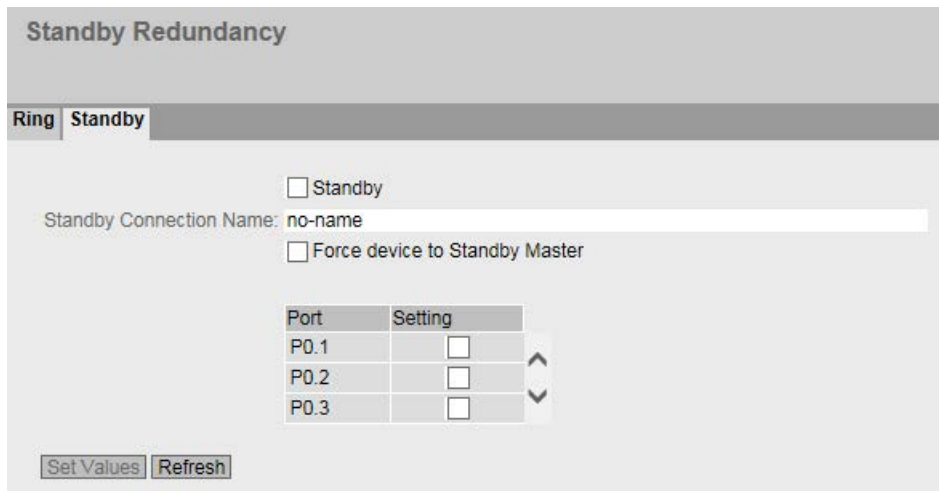 Standby Redundancy
Ring Standby
Standby
Standby Connection Name: no-name
Force device to Standby Master
Port Setting
P0.1
P0.2
P0.3
Set Values Refresh